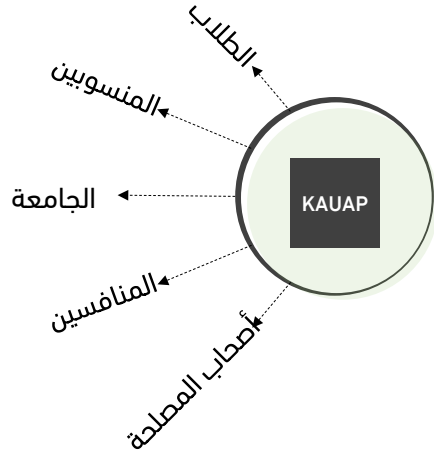 الطلاب
المنسوبين
الجامعة
KAUAP
المنافسين
أصحاب المصلحة